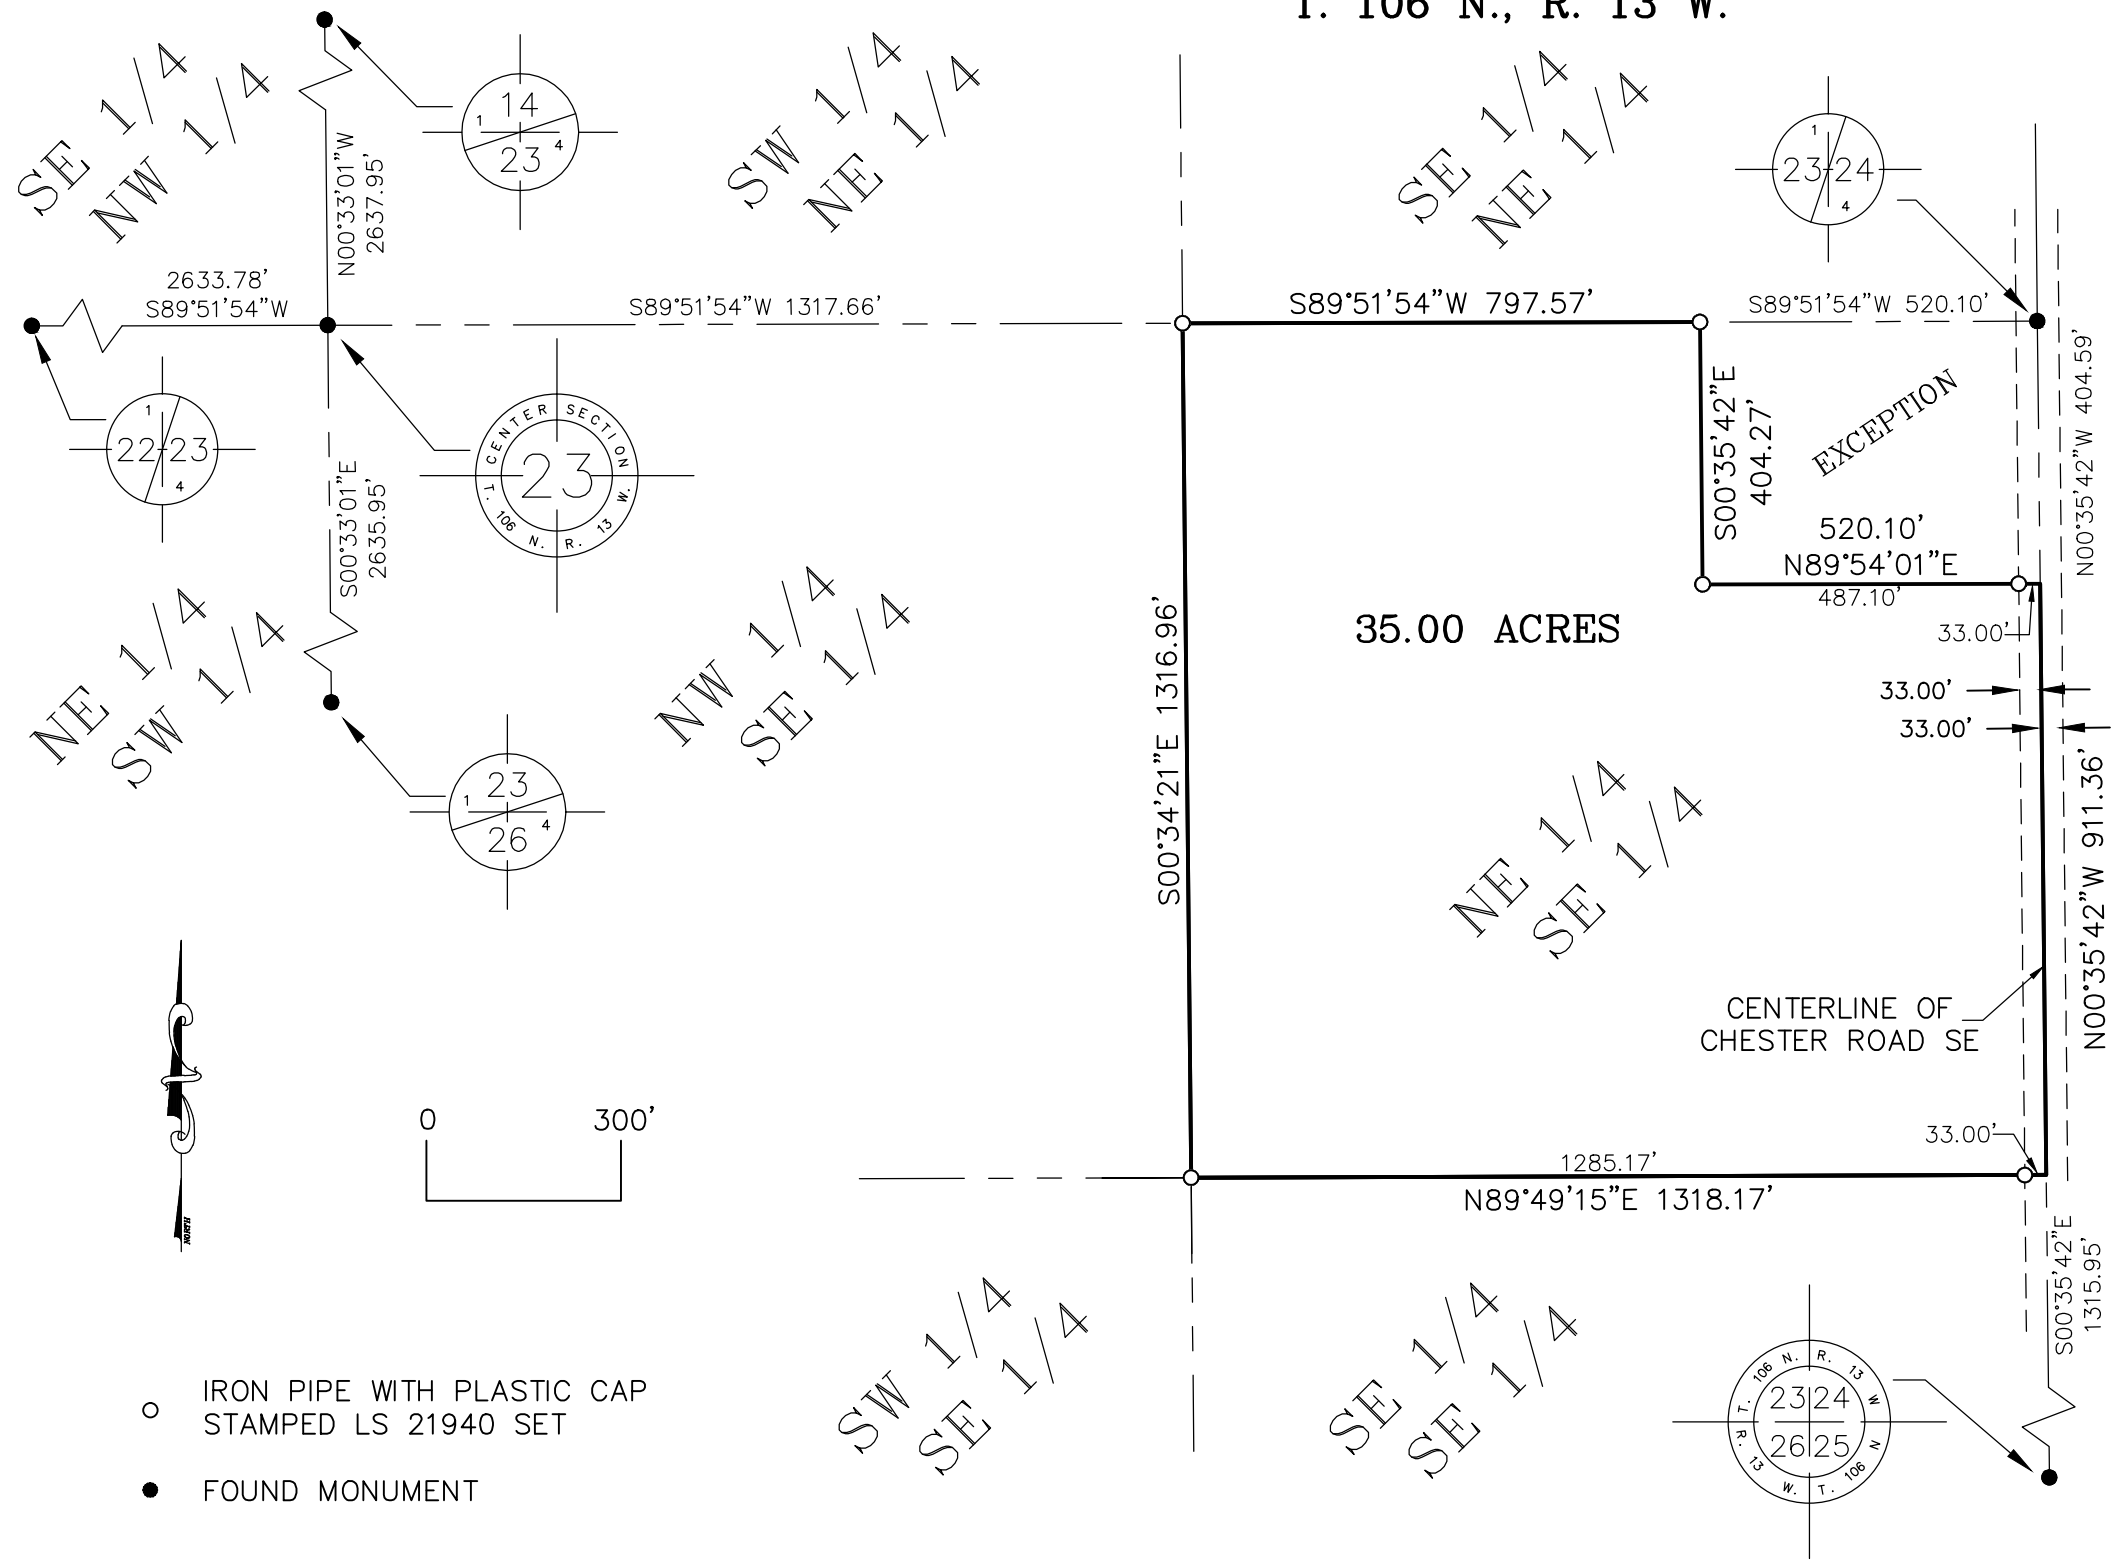 T. 106 N., R. 13 W.
SE 1/4
NW 1/4
N00°33'01"W
2637.95'
14
1
4
23
SW 1/4
NE 1/4
SE 1/4
NE 1/4
1
23 24
4
2633.78'
S89°51'54"W
S89°51'54"W 1317.66'
S89°51'54"W 797.57'
S89°51'54"W 520.10'
N00°35'42"W 404.59'
1
22 23
4
CENTER SECTION
23
T. 106 N. R. 13 W.
S00°33'01"E
2635.95'
S00°35'42"E
404.27'
EXCEPTION
520.10'
N89°54'01"E
487.10'
33.00'
33.00'
33.00'
35.00 ACRES
S00°34'21"E 1316.96'
NE 1/4
SW 1/4
NW 1/4
SE 1/4
23
1
4
26
NE 1/4
SE 1/4
N00°35'42"W 911.36'
CENTERLINE OF
CHESTER ROAD SE
NORTH
0 300'
33.00'
1285.17'
N89°49'15"E 1318.17'
S00°35'42"E
1315.95'
SW 1/4
SE 1/4
SE 1/4
SE 1/4
T. 106 N. R. 13 W
23 24
26 25
R. 13 W. T. 106 N
IRON PIPE WITH PLASTIC CAP
STAMPED LS 21940 SET
FOUND MONUMENT